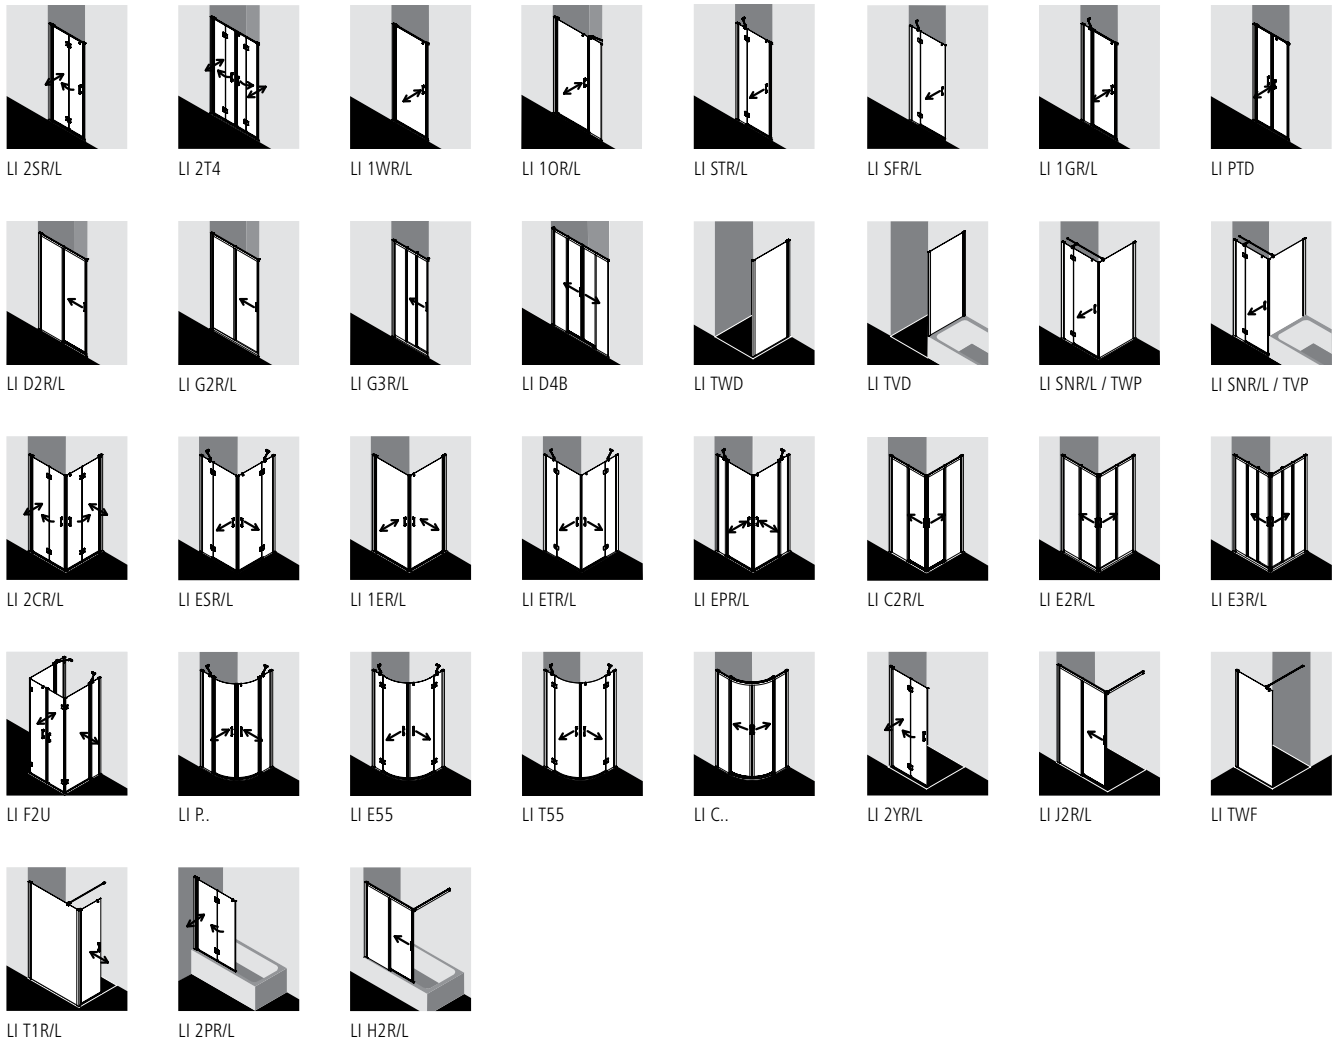 LI 2SR/L
LI 2T4
LI 1WR/L
LI 1OR/L
LI STR/L
LI SFR/L
LI 1GR/L
LI PTD
LI D2R/L
LI G2R/L
LI G3R/L
LI D4B
LI TWD
LI TVD
LI SNR/L / TWP
LI SNR/L / TVP
LI 2CR/L
LI ESR/L
LI 1ER/L
LI ETR/L
LI EPR/L
LI C2R/L
LI E2R/L
LI E3R/L
LI F2U
LI P..
LI E55
LI T55
LI C..
LI 2YR/L
LI J2R/L
LI TWF
LI T1R/L
LI 2PR/L
LI H2R/L